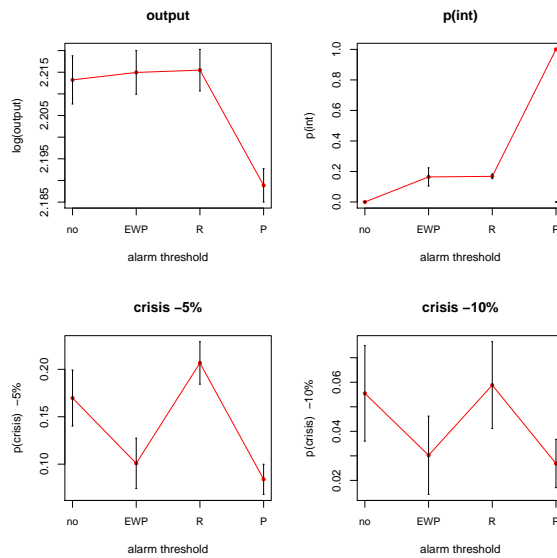 output
log(output)
2.185 2.195 2.205 2.215
no EWP R P
alarm threshold
p(int)
p(int)
0.0 0.2 0.4 0.6 0.8 1.0
no EWP R P
alarm threshold
crisis −5%
p(crisis) −5%
0.10 0.15 0.20
no EWP R P
alarm threshold
crisis −10%
p(crisis) −10%
0.02 0.04 0.06
no EWP R P
alarm threshold